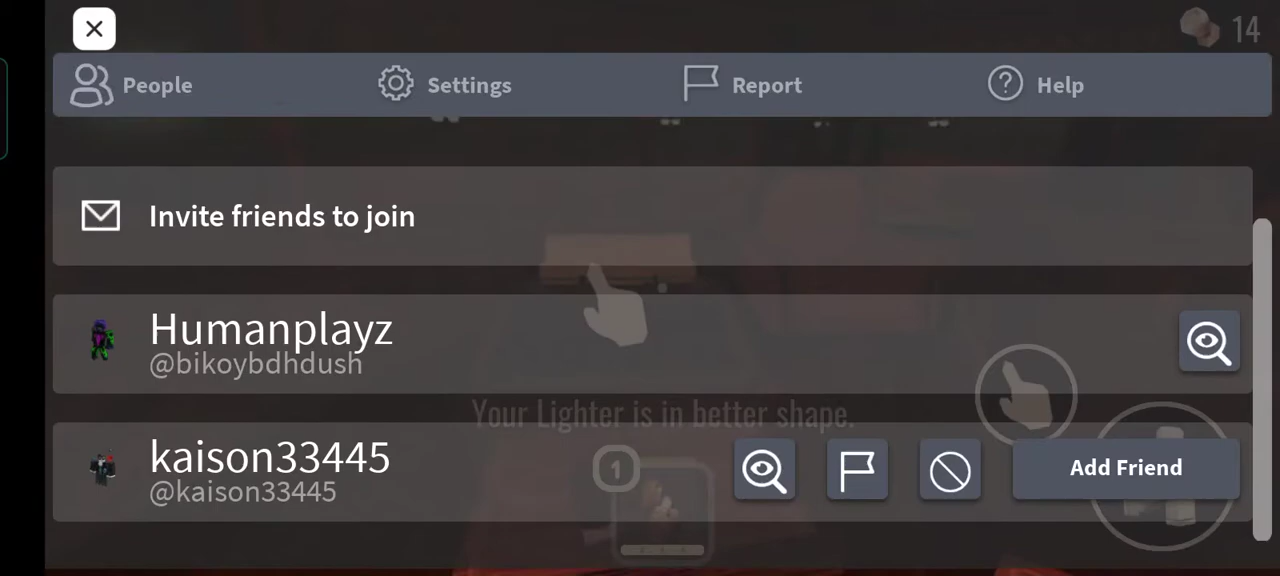 14
People
Settings
Report
Help
Invite friends to join
Humanplayz
@bikoybdhdush
Your Lighter is in better shape.
kaison33445
@kaison33445
1
Add Friend